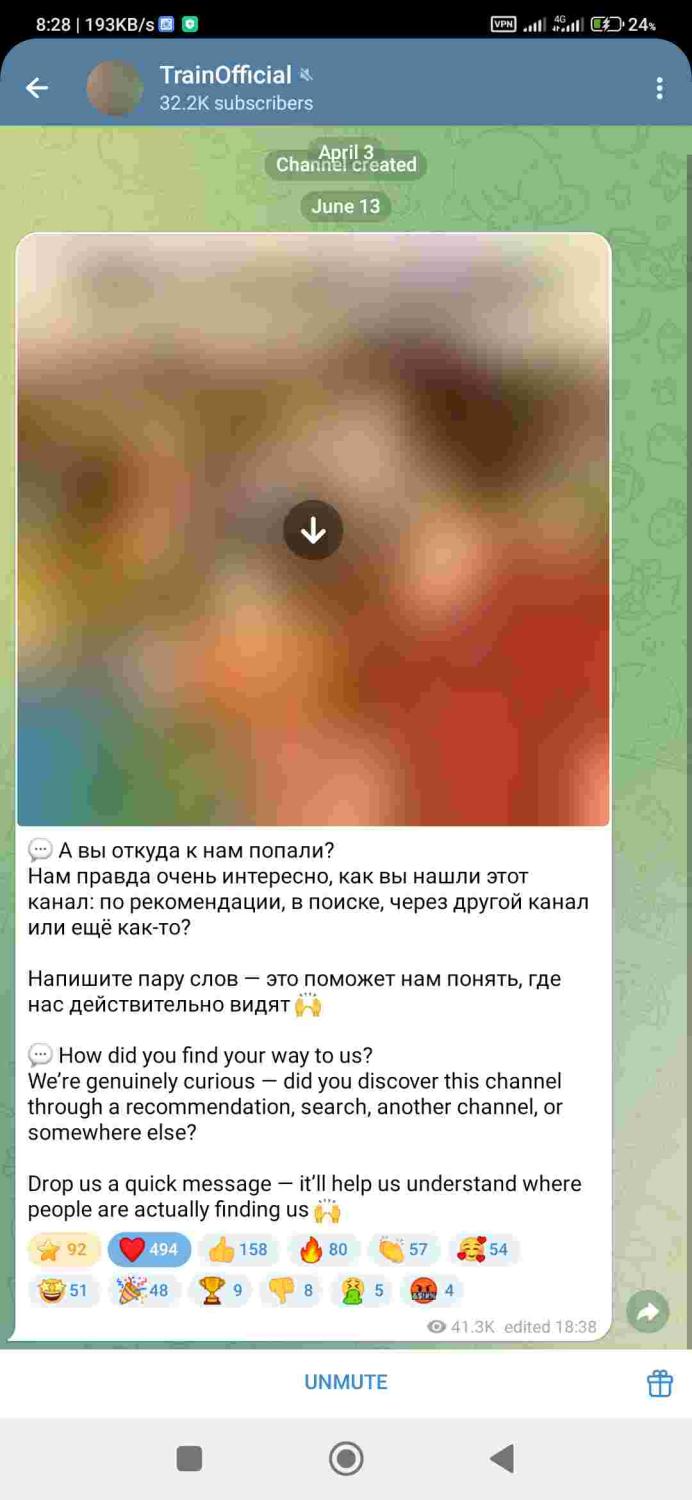 8:28 | 193KB/s VPN 4G 24%
TrainOfficial
32.2K subscribers
April 3
Channel created
June 13
💬 А вы откуда к нам попали?
Нам правда очень интересно, как вы нашли этот
канал: по рекомендации, в поиске, через другой канал
или ещё как-то?
Напишите пару слов — это поможет нам понять, где
нас действительно видят 🙌
💬 How did you find your way to us?
We’re genuinely curious — did you discover this channel
through a recommendation, search, another channel, or
somewhere else?
Drop us a quick message — it’ll help us understand where
people are actually finding us 🙌
⭐ 92 ❤️ 494 👍 158 🔥 80 👏 57 🥰 54
🤩 51 🎉 48 🏆 9 👎 8 🤮 5 🤬 4
41.3K edited 18:38
UNMUTE